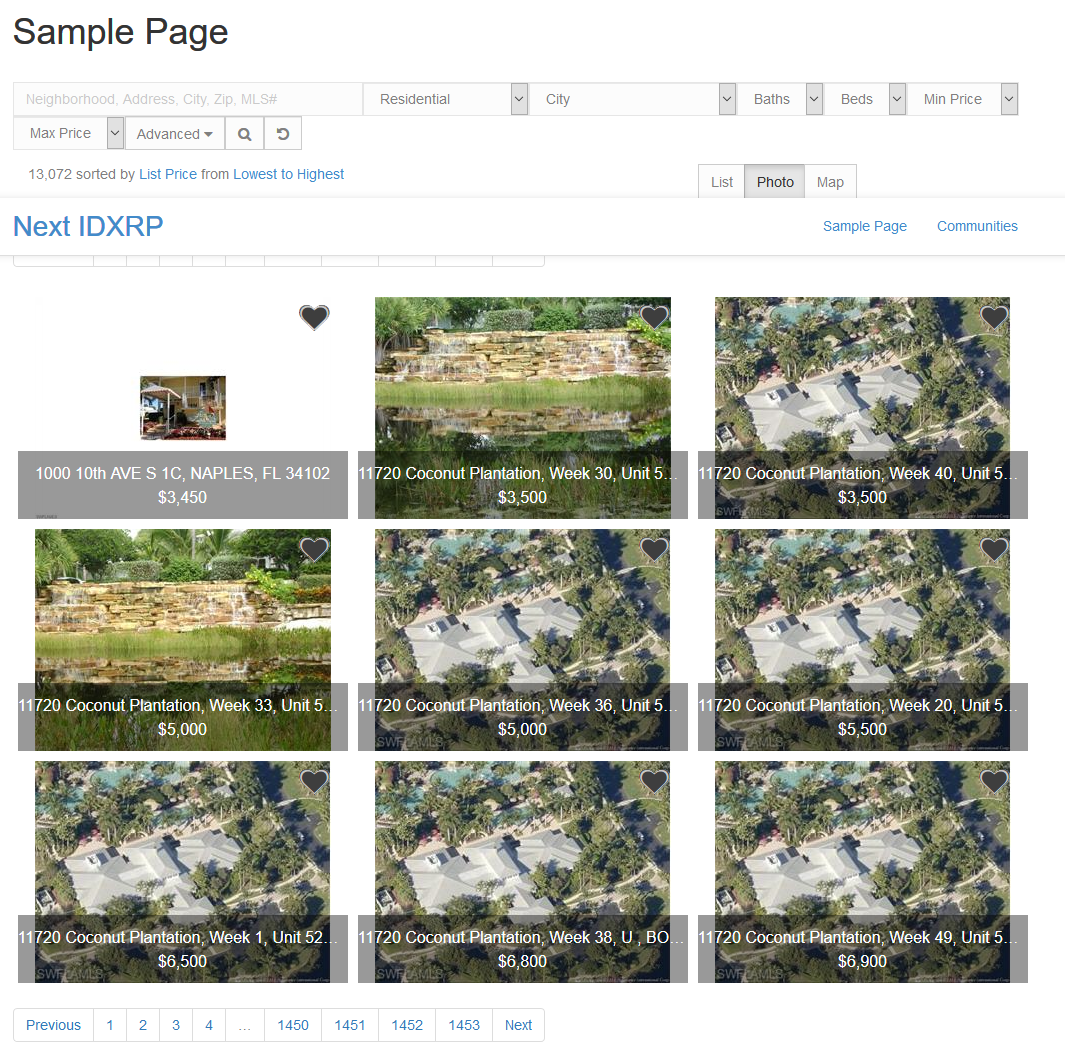 Sample Page
Neighborhood, Address, City, Zip, MLS# Residential City Baths Beds Min Price
Max Price Advanced
13,072 sorted by List Price from Lowest to Highest
List Photo Map
Next IDXRP Sample Page Communities
1000 10th AVE S 1C, NAPLES, FL 34102
$3,450
11720 Coconut Plantation, Week 30, Unit 5...
$3,500
11720 Coconut Plantation, Week 40, Unit 5...
$3,500
SWFLAMLS
11720 Coconut Plantation, Week 33, Unit 5...
$5,000
11720 Coconut Plantation, Week 36, Unit 5...
$5,000
SWFLAMLS
11720 Coconut Plantation, Week 20, Unit 5...
$5,500
SWFLAMLS
11720 Coconut Plantation, Week 1, Unit 52...
$6,500
SWFLAMLS
11720 Coconut Plantation, Week 38, U , BO...
$6,800
SWFLAMLS
11720 Coconut Plantation, Week 49, Unit 5...
$6,900
SWFLAMLS
Previous 1 2 3 4 ... 1450 1451 1452 1453 Next